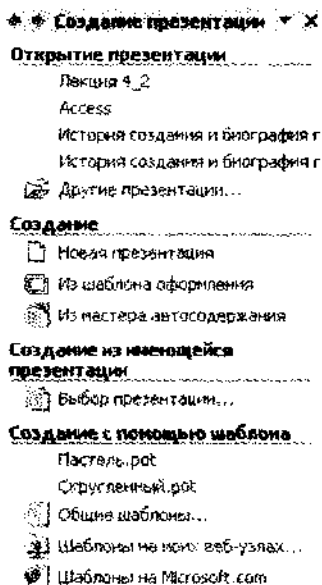 Создание презентации
Открытие презентации
Лекция 4_2
Access
История создания и биография г
История создания и биография г
Другие презентации...
Создание
Новая презентация
Из шаблона оформления
Из мастера автосодержания
Создание из имеющейся
презентации
Выбор презентации...
Создание с помощью шаблона
Пастель.pot
Скругленный.pot
Общие шаблоны...
Шаблоны на моих веб-узлах...
Шаблоны на Microsoft.com